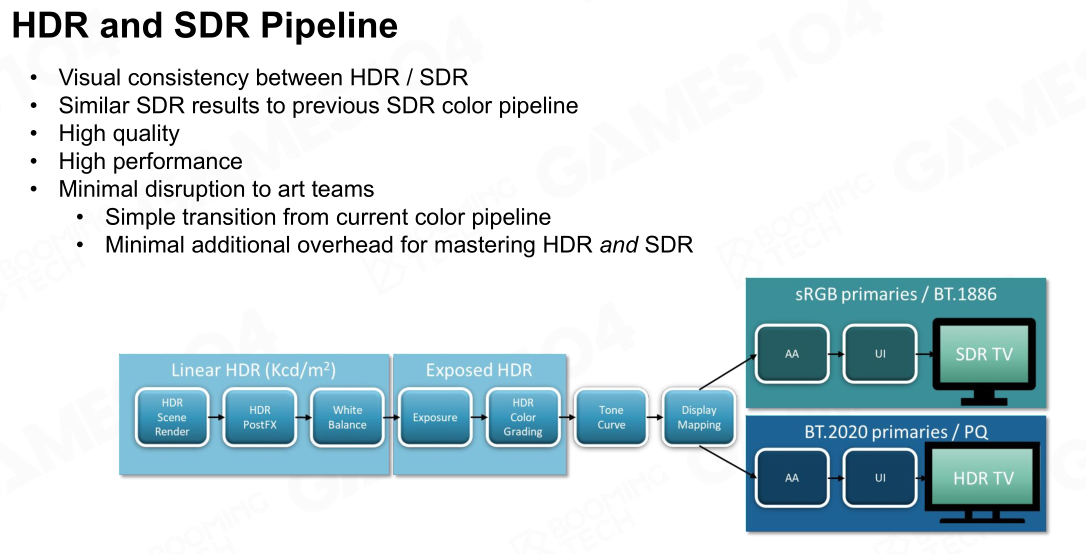 HDR and SDR Pipeline
• Visual consistency between HDR / SDR
• Similar SDR results to previous SDR color pipeline
• High quality
• High performance
• Minimal disruption to art teams
• Simple transition from current color pipeline
• Minimal additional overhead for mastering HDR and SDR
Linear HDR (Kcd/m²)
HDR
Scene
Render
HDR
PostFX
White
Balance
Exposed HDR
Exposure
HDR
Color
Grading
Tone
Curve
Display
Mapping
sRGB primaries / BT.1886
AA
UI
SDR TV
BT.2020 primaries / PQ
AA
UI
HDR TV
GAMES 104
BOOMING
TECH